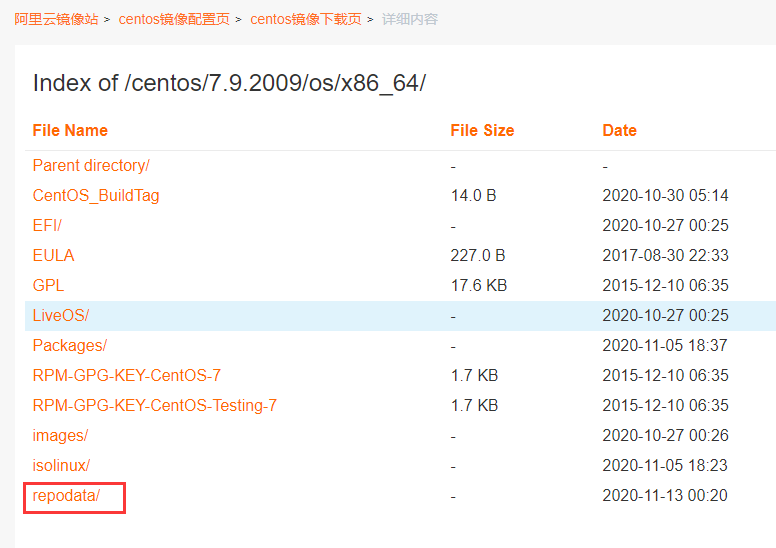 阿里云镜像站 > centos镜像配置页 > centos镜像下载页 > 详细内容
Index of /centos/7.9.2009/os/x86_64/
File Name File Size Date
Parent directory/ - -
CentOS_BuildTag 14.0 B 2020-10-30 05:14
EFI/ - 2020-10-27 00:25
EULA 227.0 B 2017-08-30 22:33
GPL 17.6 KB 2015-12-10 06:35
LiveOS/ - 2020-10-27 00:25
Packages/ - 2020-11-05 18:37
RPM-GPG-KEY-CentOS-7 1.7 KB 2015-12-10 06:35
RPM-GPG-KEY-CentOS-Testing-7 1.7 KB 2015-12-10 06:35
images/ - 2020-10-27 00:26
isolinux/ - 2020-11-05 18:23
repodata/ - 2020-11-13 00:20